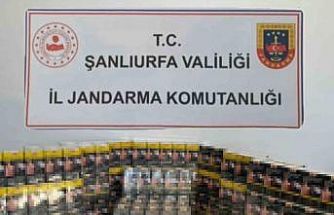 T.C.
ŞANLIURFA VALİLİĞİ
İL JANDARMA KOMUTANLIĞI